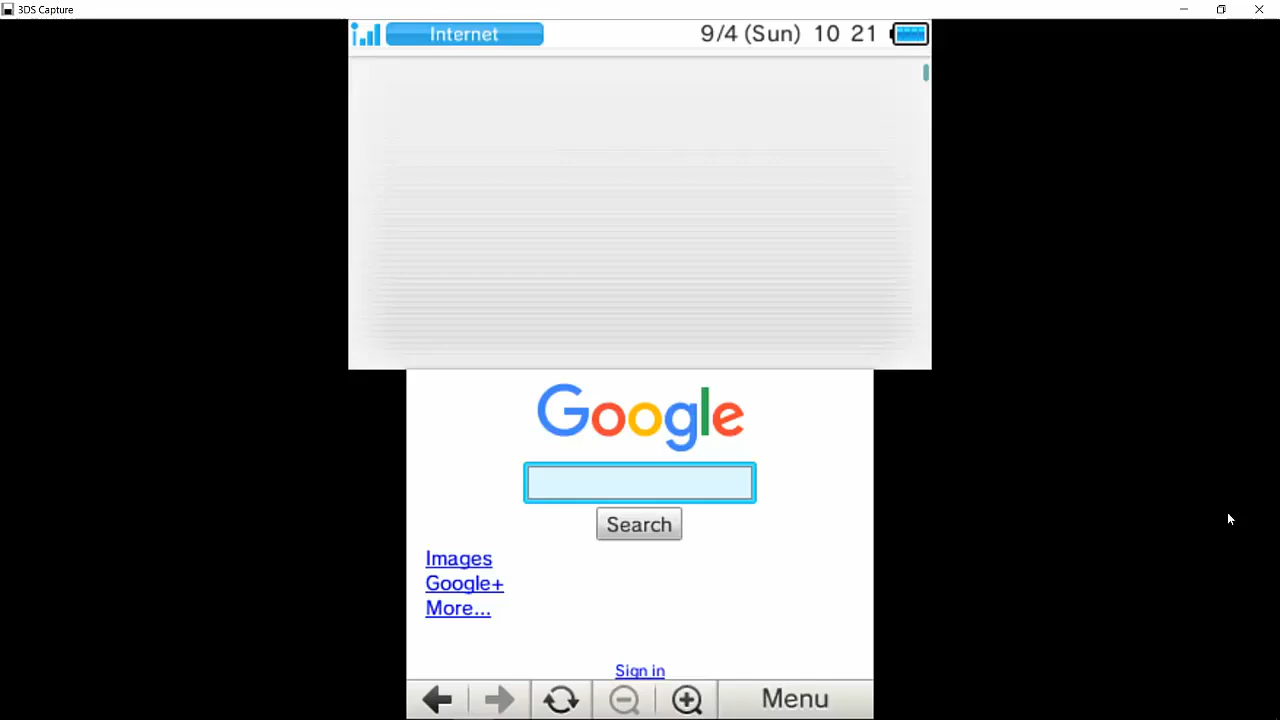 3DS Capture
Internet 9/4 (Sun) 10 21
Google
Search
Images
Google+
More...
Sign in
Menu